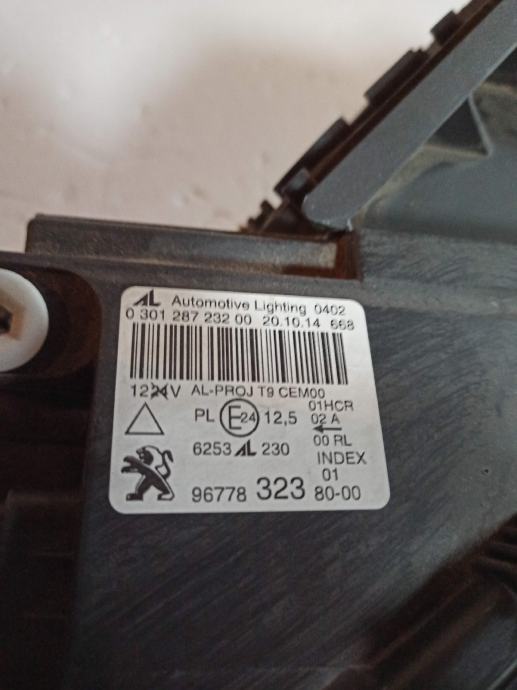 AL Automotive Lighting 0402
0 301 287 232 00 20.10.14 668
1224V AL-PROJ T9 CEM00
01HCR
PL E24 12,5 02 A
00 RL
6253 AL 230
INDEX
01
96778 323 80-00